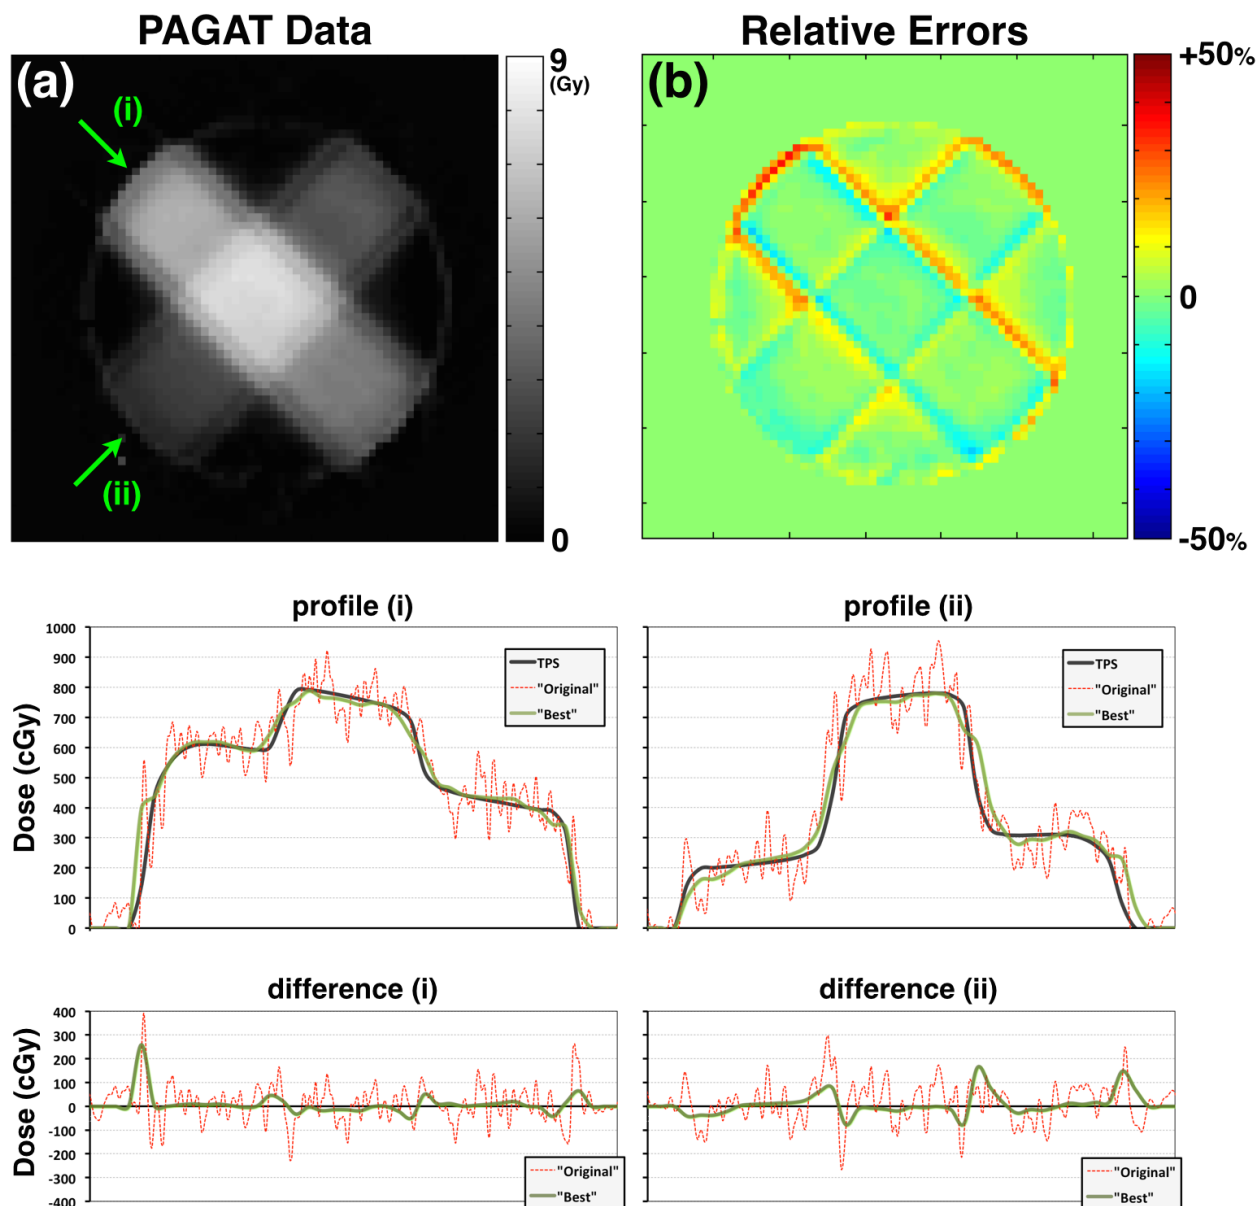 PAGAT Data
Relative Errors
(a)
(i)
(ii)
9
(Gy)
0
(b)
+50%
0
-50%
profile (i)
Dose (cGy)
1000
900
800
700
600
500
400
300
200
100
0
TPS
"Original"
"Best"
profile (ii)
TPS
"Original"
"Best"
difference (i)
Dose (cGy)
400
300
200
100
0
-100
-200
-300
-400
"Original"
"Best"
difference (ii)
"Original"
"Best"